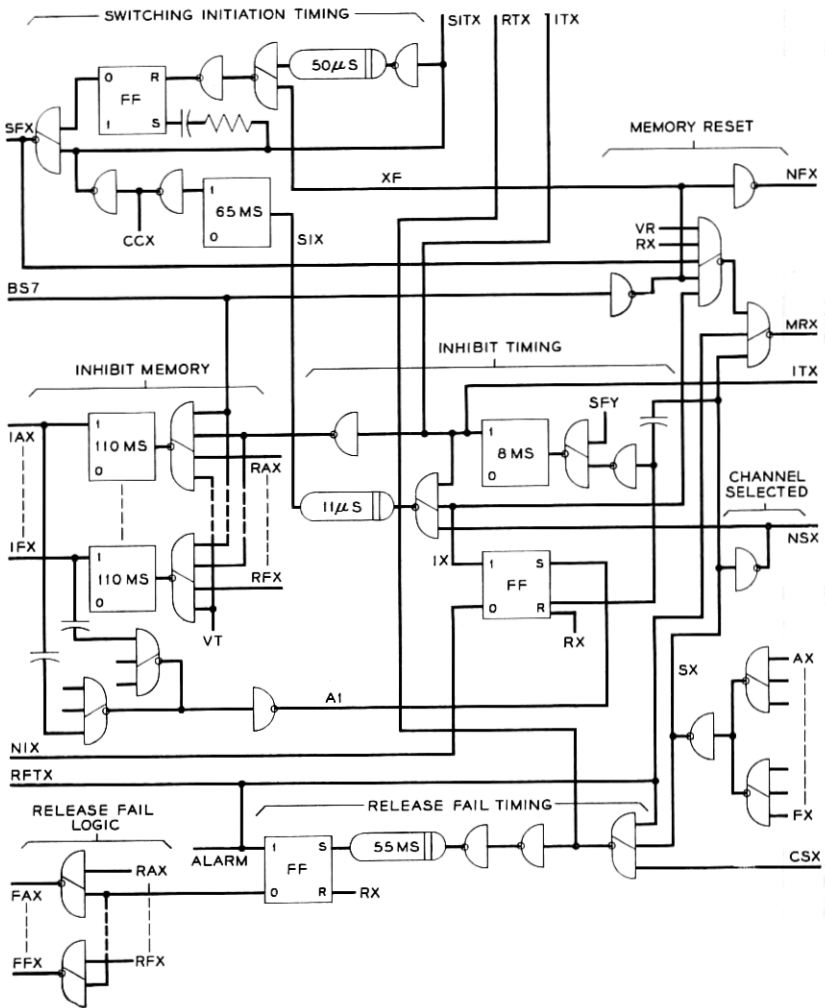 SWITCHING INITIATION TIMING
SITX
RTX
ITX
50μS
0
R
FF
1
S
SFX
MEMORY RESET
XF
NFX
1
65 MS
0
CCX
SIX
VR
RX
BS7
MRX
INHIBIT MEMORY
INHIBIT TIMING
ITX
IAX
1
110 MS
0
SFY
1
8 MS
0
RAX
CHANNEL SELECTED
11μS
NSX
IFX
1
110 MS
0
IX
1
S
FF
0
R
RFX
RX
VT
SX
AX
A1
NIX
RFTX
FX
RELEASE FAIL LOGIC
RELEASE FAIL TIMING
ALARM
1
S
FF
0
R
55MS
RX
CSX
RAX
FAX
FFX
RFX